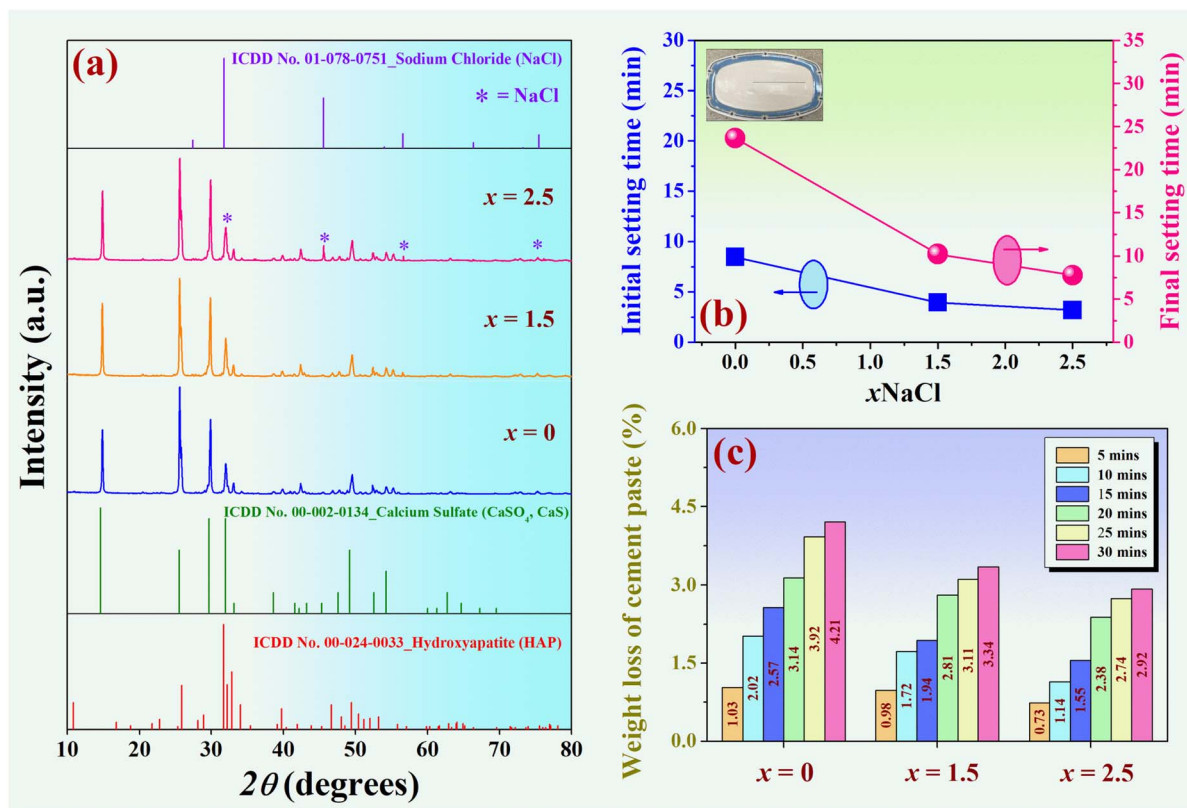 (a)
ICDD No. 01-078-0751_Sodium Chloride (NaCl)
* = NaCl
x = 2.5
*
*
*
*
x = 1.5
x = 0
ICDD No. 00-002-0134_Calcium Sulfate (CaSO₄, CaS)
ICDD No. 00-024-0033_Hydroxyapatite (HAP)
Intensity (a.u.)
10 20 30 40 50 60 70 80
2θ (degrees)
Initial setting time (min)
30
25
20
15
10
5
0
(b)
35
30
25
20
15
10
5
0
Final setting time (min)
0.0 0.5 1.0 1.5 2.0 2.5
xNaCl
Weight loss of cement paste (%)
6.0
4.5
3.0
1.5
0.0
(c)
5 mins
10 mins
15 mins
20 mins
25 mins
30 mins
1.03 2.02 2.57 3.14 3.92 4.21
0.98 1.72 1.94 2.81 3.11 3.34
0.73 1.14 1.55 2.38 2.74 2.92
x = 0 x = 1.5 x = 2.5